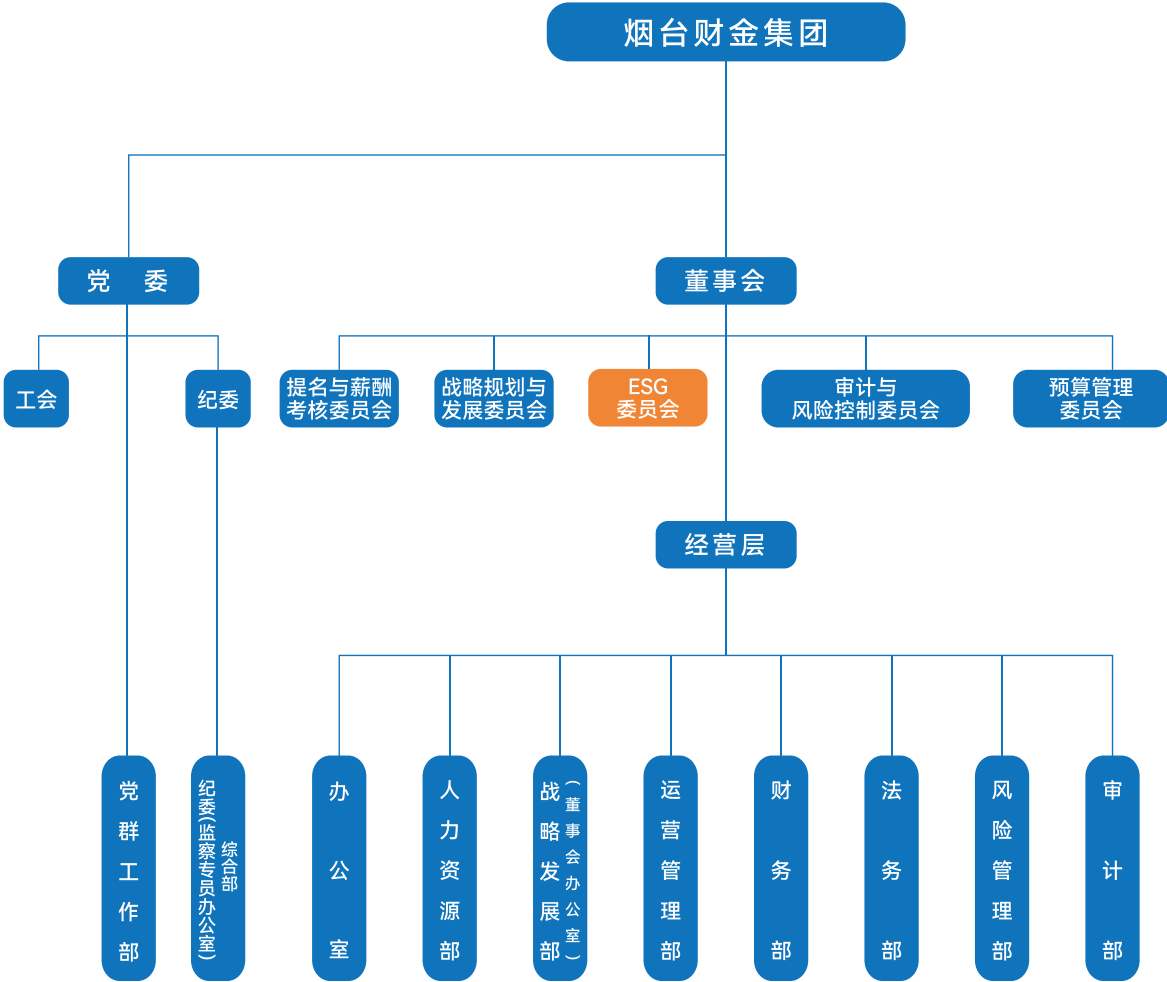 烟台财金集团
党 委
董事会
工会
纪委
提名与薪酬
考核委员会
战略规划与
发展委员会
ESG
委员会
审计与
风险控制委员会
预算管理
委员会
经营层
党群工作部
纪委(监察专员办公室)
综合部
办公室
人力资源部
战略发展部
(董事会办公室)
运营管理部
财务部
法务部
风险管理部
审计部